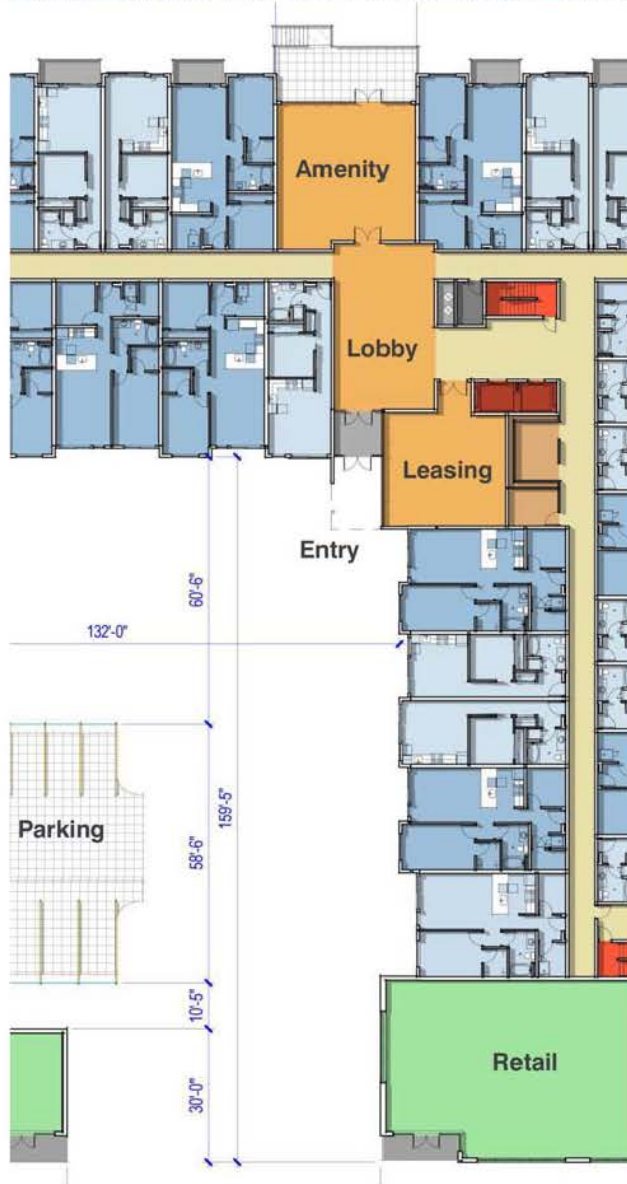 Amenity
Lobby
Leasing
Entry
60'-6"
132'-0"
159'-5"
Parking
58'-6"
10'-5"
Retail
30'-0"